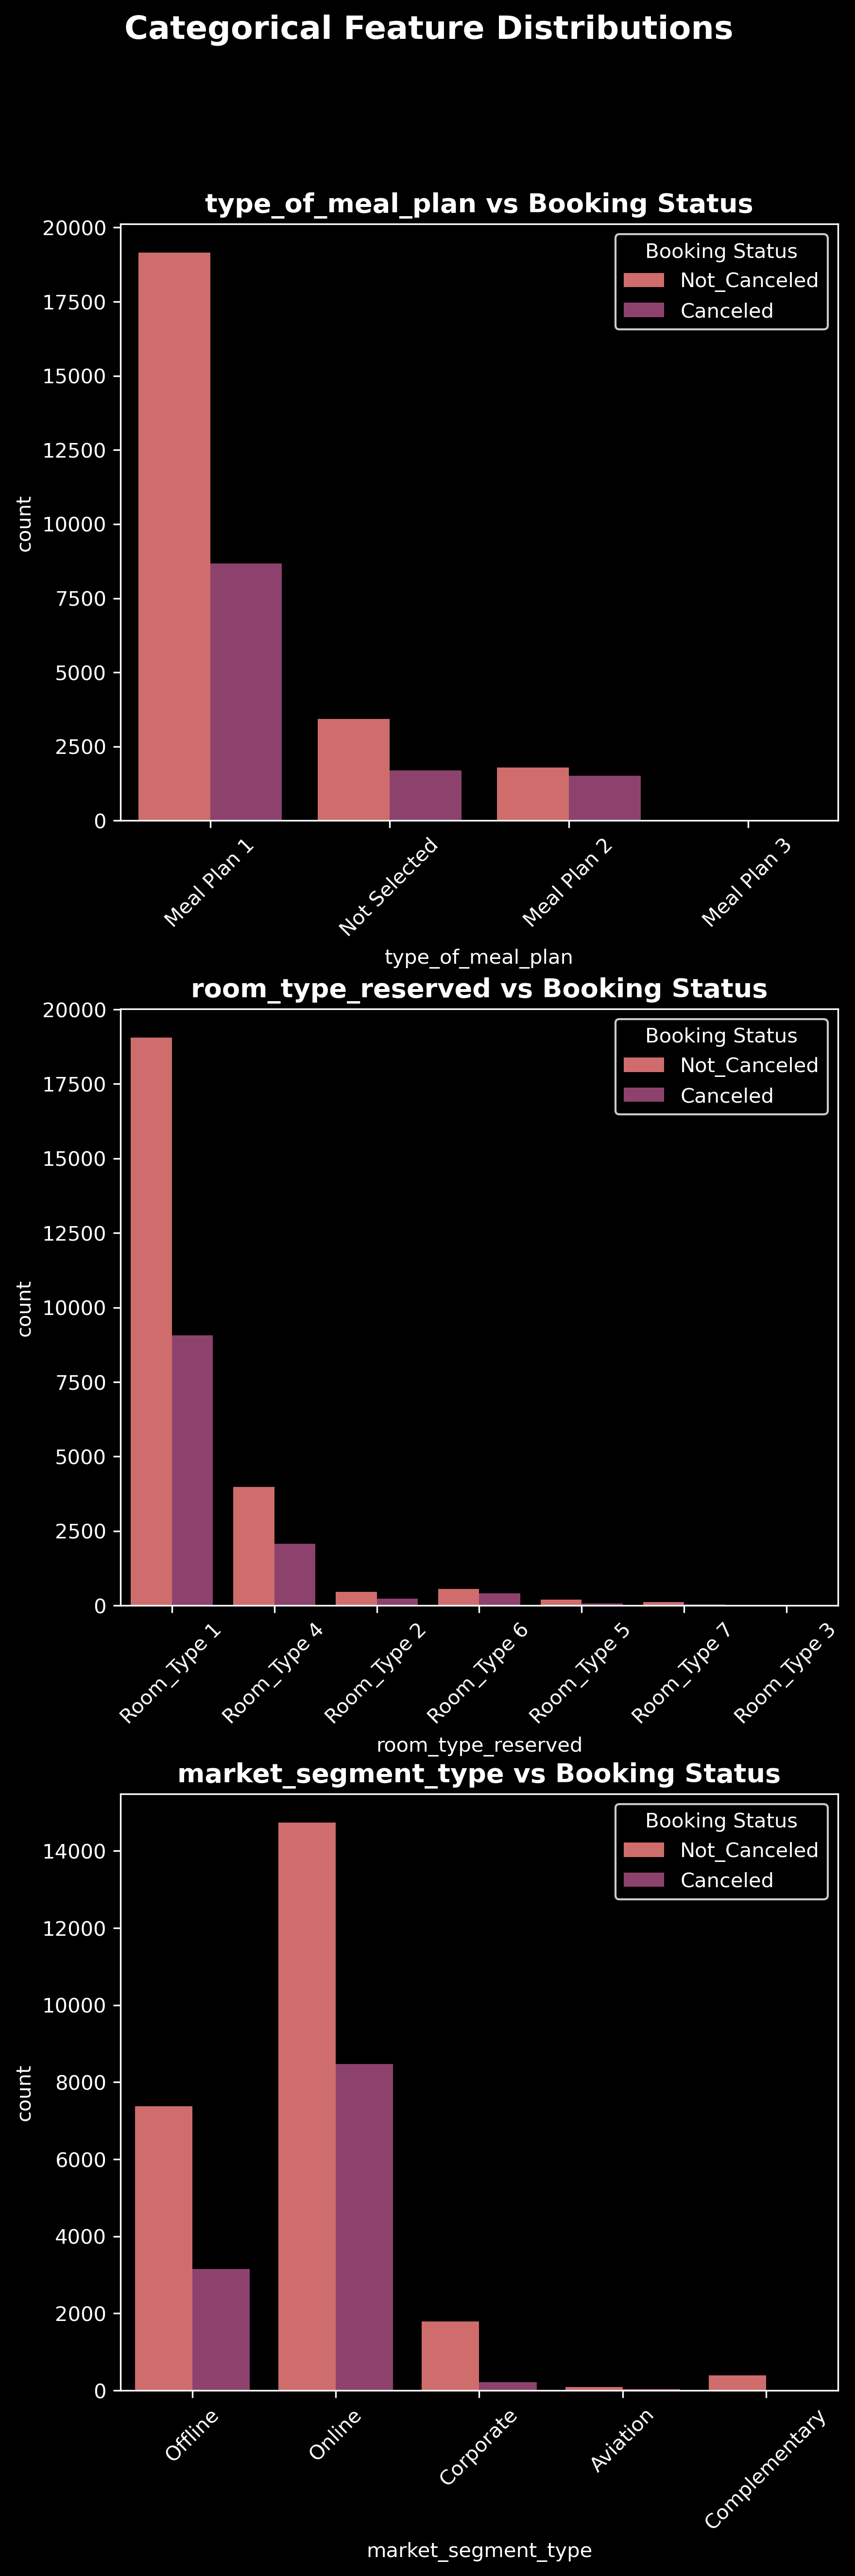 Categorical Feature Distributions
type_of_meal_plan vs Booking Status
Booking Status
Not_Canceled
Canceled
20000
17500
15000
12500
10000
7500
5000
2500
0
count
Meal Plan 1
Not Selected
Meal Plan 2
Meal Plan 3
type_of_meal_plan
room_type_reserved vs Booking Status
Booking Status
Not_Canceled
Canceled
20000
17500
15000
12500
10000
7500
5000
2500
0
count
Room_Type 1
Room_Type 4
Room_Type 2
Room_Type 6
Room_Type 5
Room_Type 7
Room_Type 3
room_type_reserved
market_segment_type vs Booking Status
Booking Status
Not_Canceled
Canceled
14000
12000
10000
8000
6000
4000
2000
0
count
Offline
Online
Corporate
Aviation
Complementary
market_segment_type